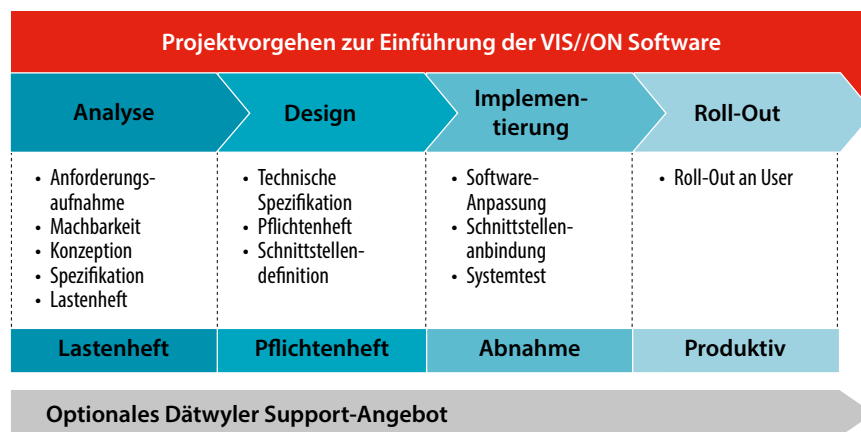 Projektvorgehen zur Einführung der VIS//ON Software
Analyse
Design
Implemen-
tierung
Roll-Out
• Anforderungs-
aufnahme
• Machbarkeit
• Konzeption
• Spezifikation
• Lastenheft
• Technische
Spezifikation
• Pflichtenheft
• Schnittstellen-
definition
• Software-
Anpassung
• Schnittstellen-
anbindung
• Systemtest
• Roll-Out an User
Lastenheft
Pflichtenheft
Abnahme
Produktiv
Optionales Dätwyler Support-Angebot